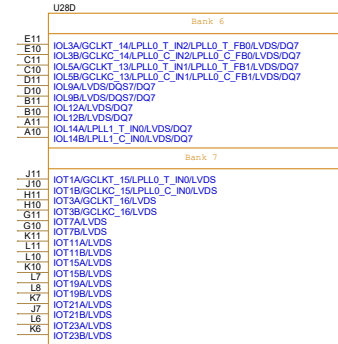 U28D
Bank 6
E11 IOL3A/GCLKT_14/LPLL0_T_IN2/LPLL0_T_FB0/LVDS/DQ7
E10 IOL3B/GCLKC_14/LPLL0_C_IN2/LPLL0_C_FB0/LVDS/DQ7
C11 IOL5A/GCLKT_13/LPLL0_T_IN1/LPLL0_T_FB1/LVDS/DQ7
C10 IOL5B/GCLKC_13/LPLL0_C_IN1/LPLL0_C_FB1/LVDS/DQ7
D11 IOL9A/LVDS/DQS7/DQ7
D10 IOL9B/LVDS/DQS7/DQ7
B11 IOL12A/LVDS/DQ7
B10 IOL12B/LVDS/DQ7
A11 IOL14A/LPLL1_T_IN0/LVDS/DQ7
A10 IOL14B/LPLL1_C_IN0/LVDS/DQ7
Bank 7
J11 IOT1A/GCLKT_15/LPLL0_T_IN0/LVDS
J10 IOT1B/GCLKC_15/LPLL0_C_IN0/LVDS
H11 IOT3A/GCLKT_16/LVDS
H10 IOT3B/GCLKC_16/LVDS
G11 IOT7A/LVDS
G10 IOT7B/LVDS
K11 IOT11A/LVDS
L11 IOT11B/LVDS
L10 IOT15A/LVDS
K10 IOT15B/LVDS
L7 IOT19A/LVDS
L8 IOT19B/LVDS
K7 IOT21A/LVDS
J7 IOT21B/LVDS
L6 IOT23A/LVDS
K6 IOT23B/LVDS